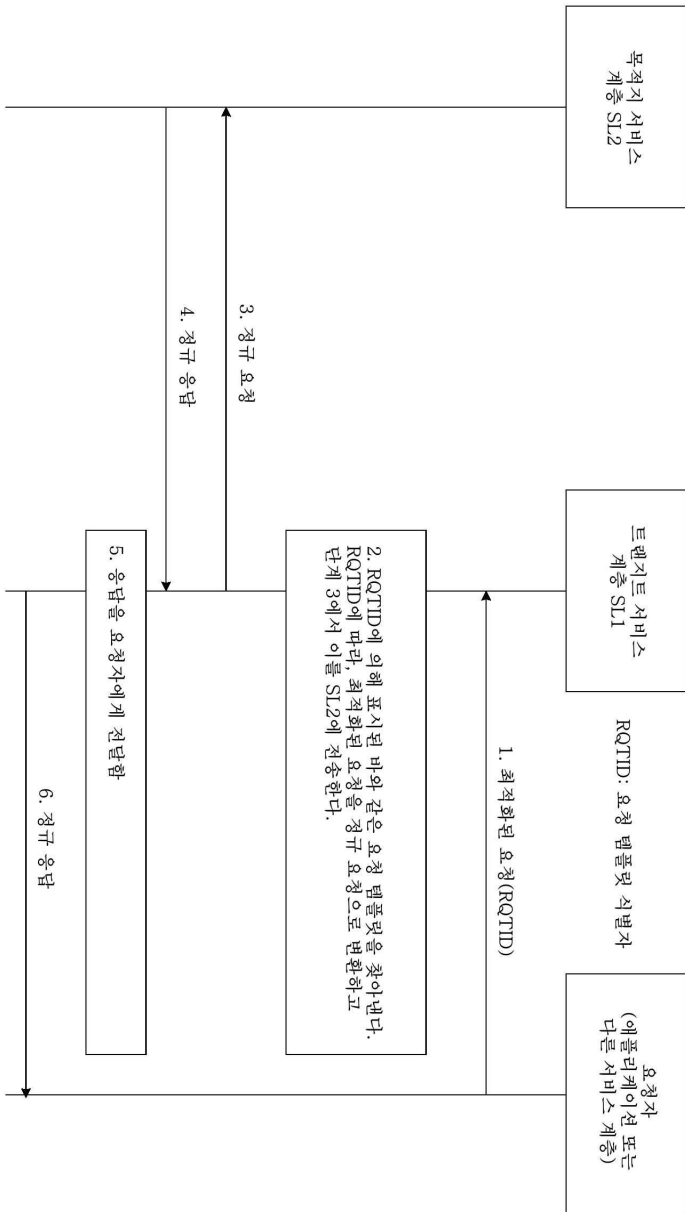 목적지 서비스
계층 SL2
트랜지트 서비스
계층 SL1
RQTID: 요청 템플릿 식별자
요청자
(애플리케이션 또는
다른 서비스 계층)
1. 최적화된 요청(RQTID)
2. RQTID에 의해 표시된 바와 같은 요청 템플릿을 찾아낸다.
RQTID에 따라, 최적화된 요청을 정규 요청으로 변환하고
단계 3에서 이를 SL2에 전송한다.
3. 정규 요청
4. 정규 응답
5. 응답을 요청자에게 전달함
6. 정규 응답